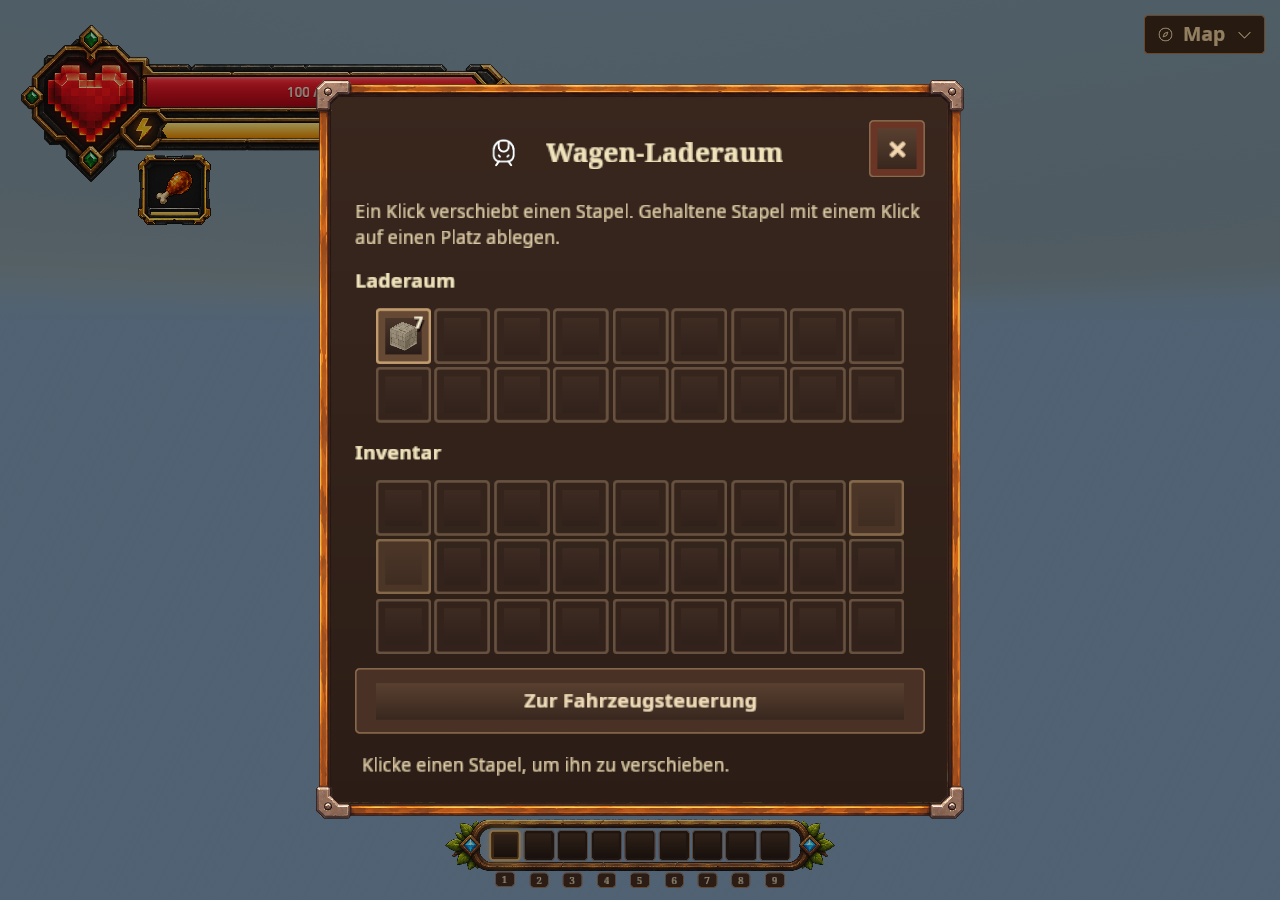 Map
100 /
Wagen-Laderaum
Ein Klick verschiebt einen Stapel. Gehaltene Stapel mit einem Klick
auf einen Platz ablegen.
Laderaum
7
Inventar
Zur Fahrzeugsteuerung
Klicke einen Stapel, um ihn zu verschieben.
1 2 3 4 5 6 7 8 9